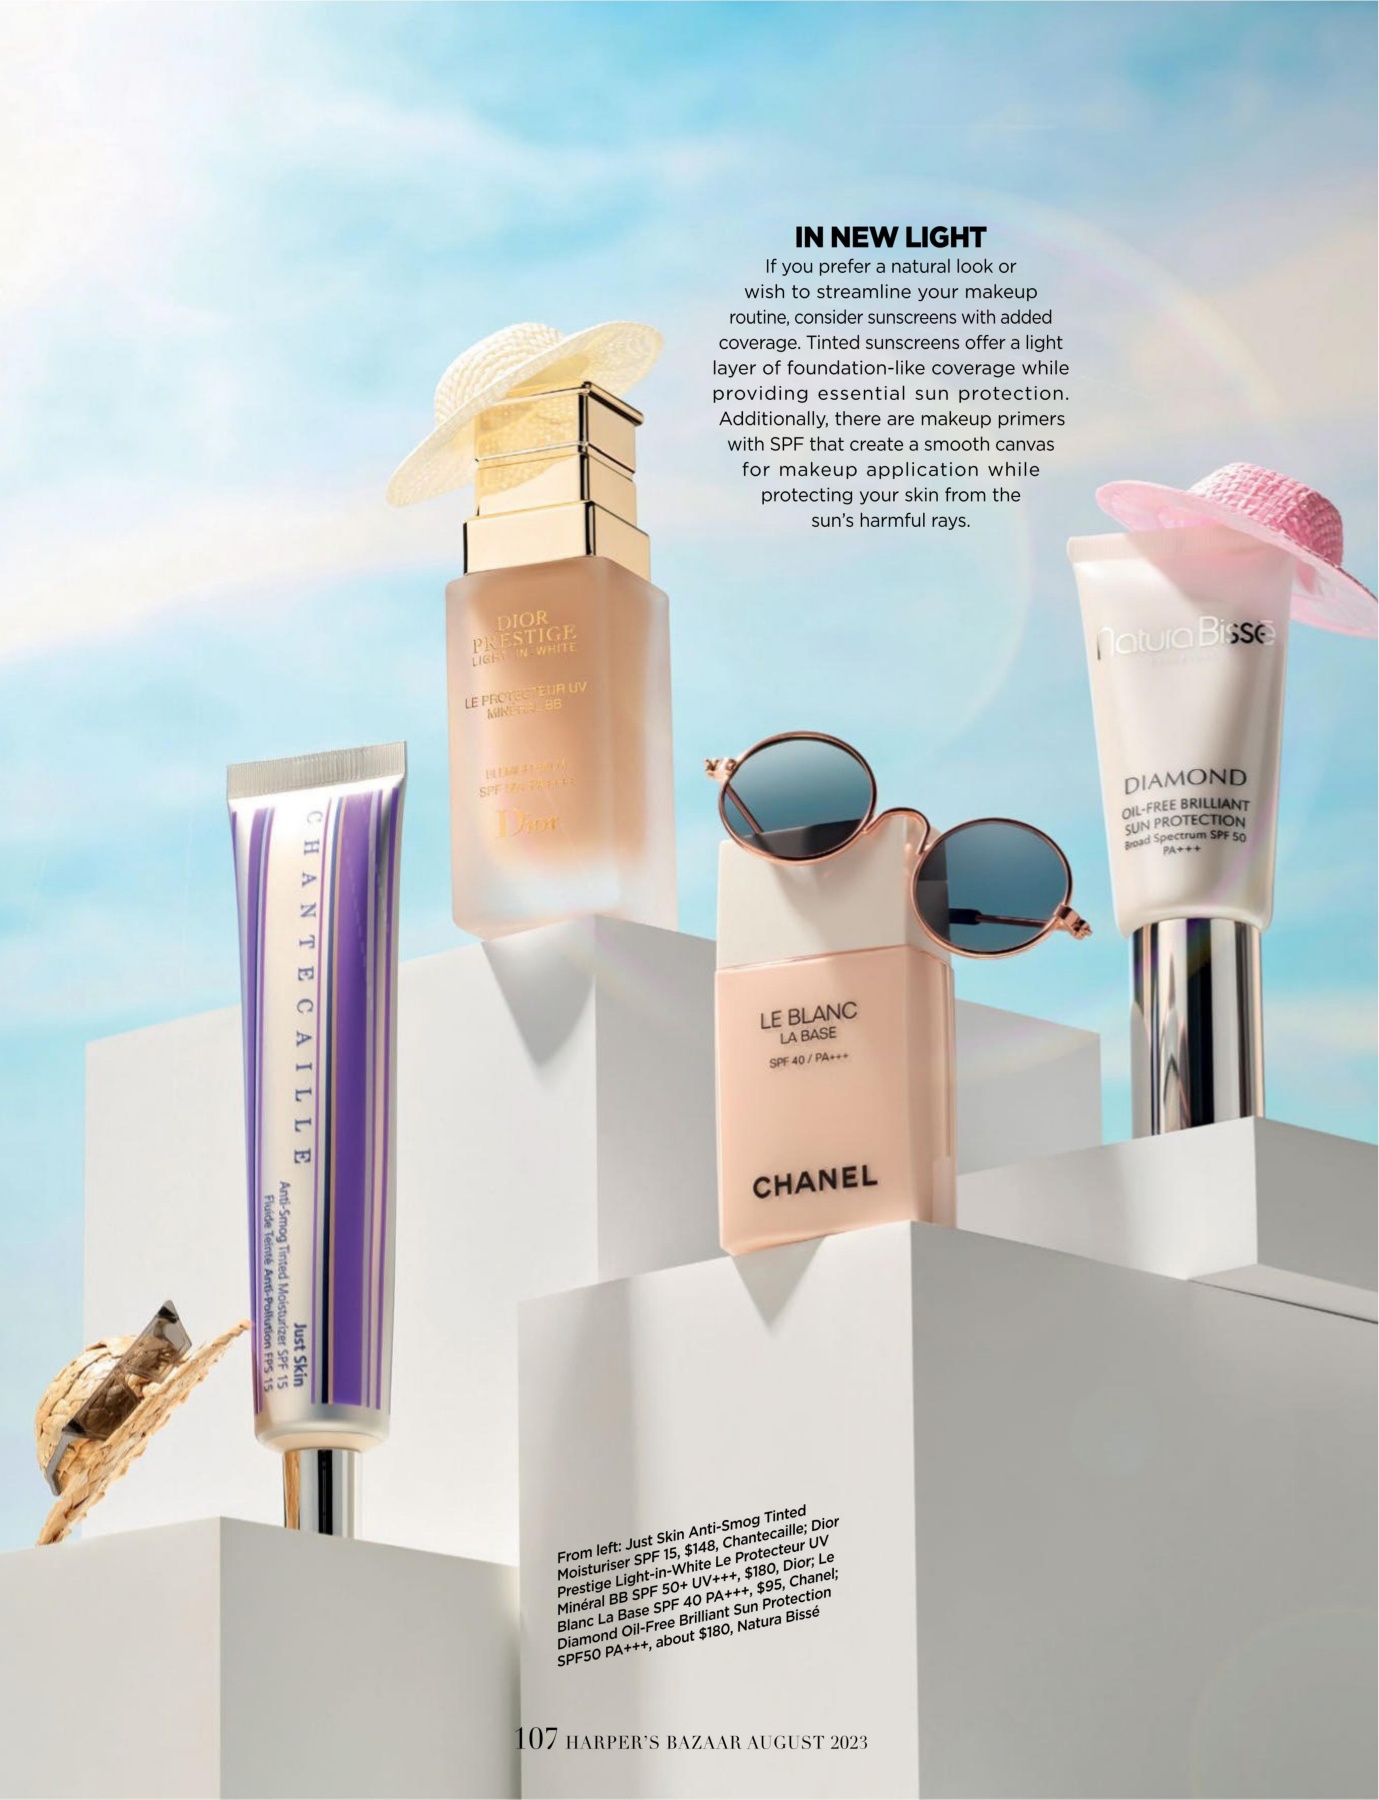 IN NEW LIGHT
If you prefer a natural look or
wish to streamline your makeup
routine, consider sunscreens with added
coverage. Tinted sunscreens offer a light
layer of foundation-like coverage while
providing essential sun protection.
Additionally, there are makeup primers
with SPF that create a smooth canvas
for makeup application while
protecting your skin from the
sun's harmful rays.
DIOR
PRESTIGE
LIGHT-IN-WHITE
LE PROTECTEUR UV
MINÉRAL BB
Dior
Natura Bissé
DIAMOND
OIL-FREE BRILLIANT
SUN PROTECTION
Broad Spectrum SPF 50
PA+++
CHANTECAILLE
Just Skin
Anti-Smog Tinted Moisturizer SPF 15
Fluide Teinté Anti-Pollution FPS 15
LE BLANC
LA BASE
SPF 40 / PA+++
CHANEL
From left: Just Skin Anti-Smog Tinted
Moisturiser SPF 15, $148, Chantecaille; Dior
Prestige Light-in-White Le Protecteur UV
Minéral BB SPF 50+ UV+++, $180, Dior; Le
Blanc La Base SPF 40 PA+++, $95, Chanel;
Diamond Oil-Free Brilliant Sun Protection
SPF50 PA+++, about $180, Natura Bissé
107 HARPER'S BAZAAR AUGUST 2023